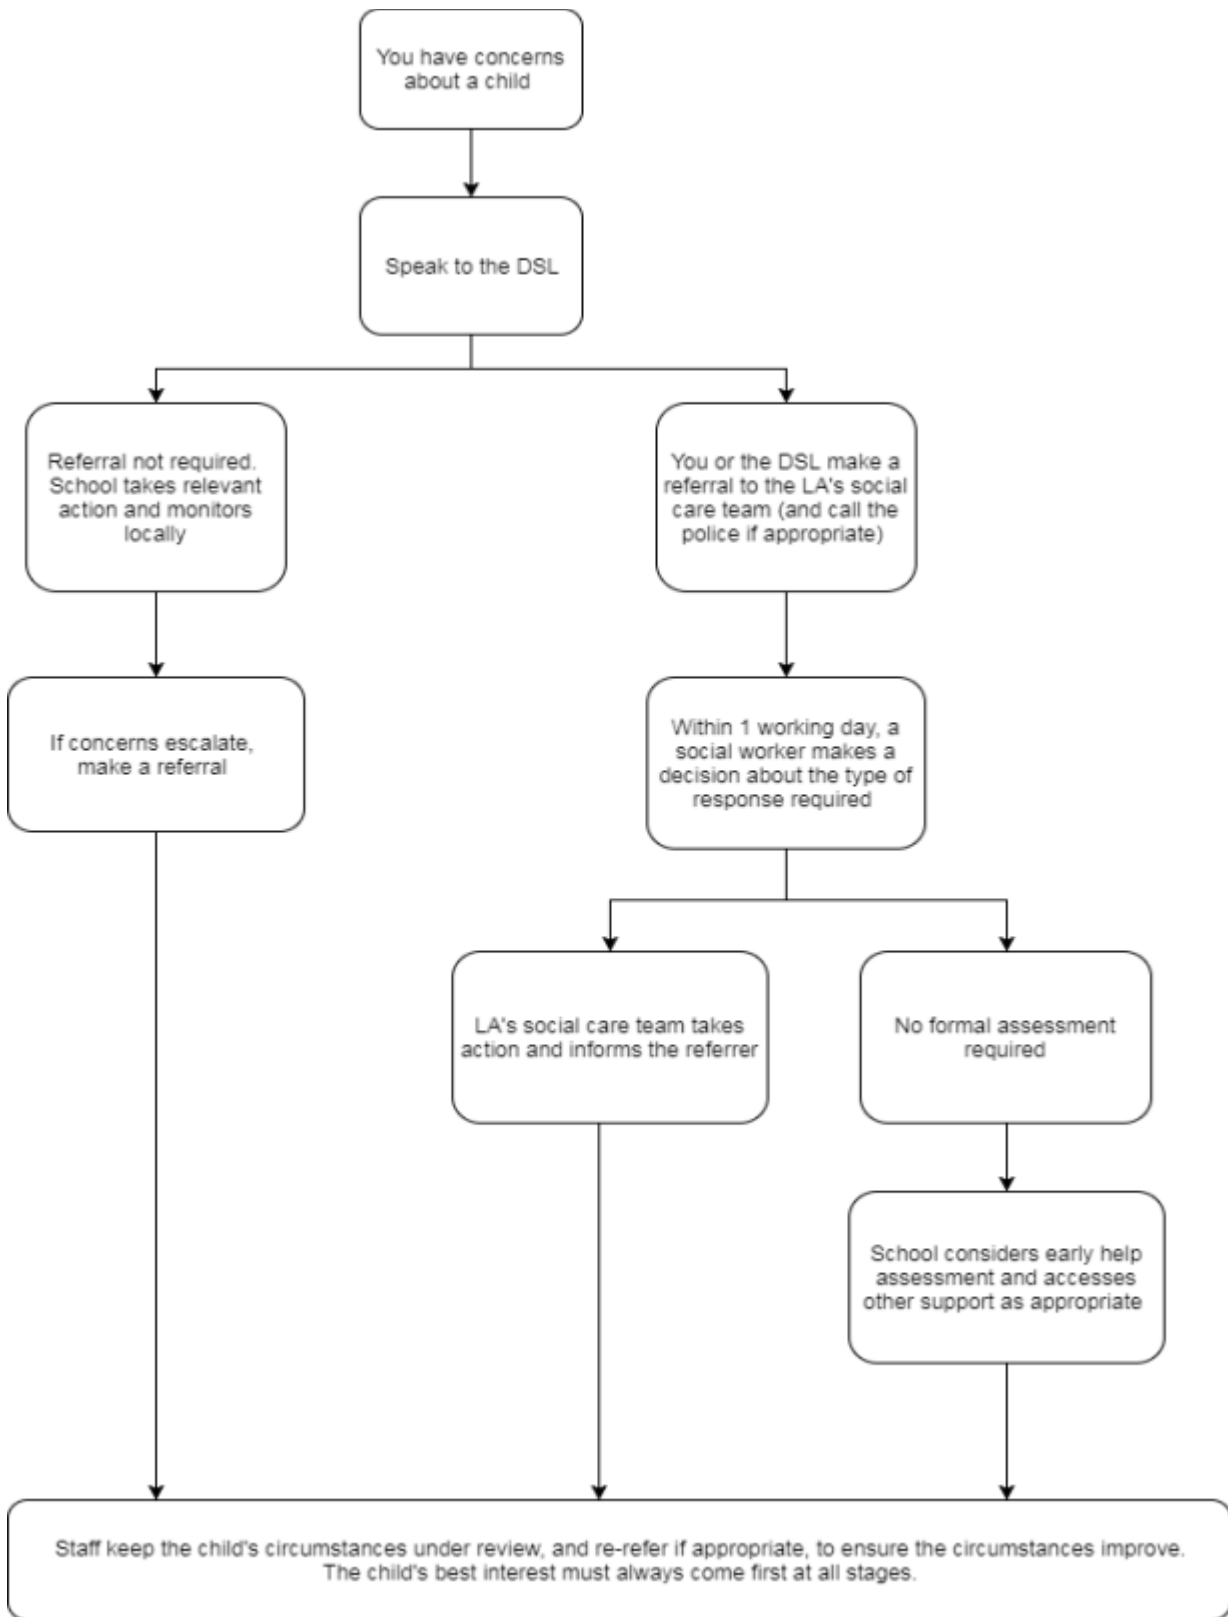 You have concerns
about a child
Speak to the DSL
Referral not required.
School takes relevant
action and monitors
locally
You or the DSL make a
referral to the LA's social
care team (and call the
police if appropriate)
If concerns escalate,
make a referral
Within 1 working day, a
social worker makes a
decision about the type of
response required
LA's social care team takes
action and informs the referrer
No formal assessment
required
School considers early help
assessment and accesses
other support as appropriate
Staff keep the child's circumstances under review, and re-refer if appropriate, to ensure the circumstances improve.
The child's best interest must always come first at all stages.